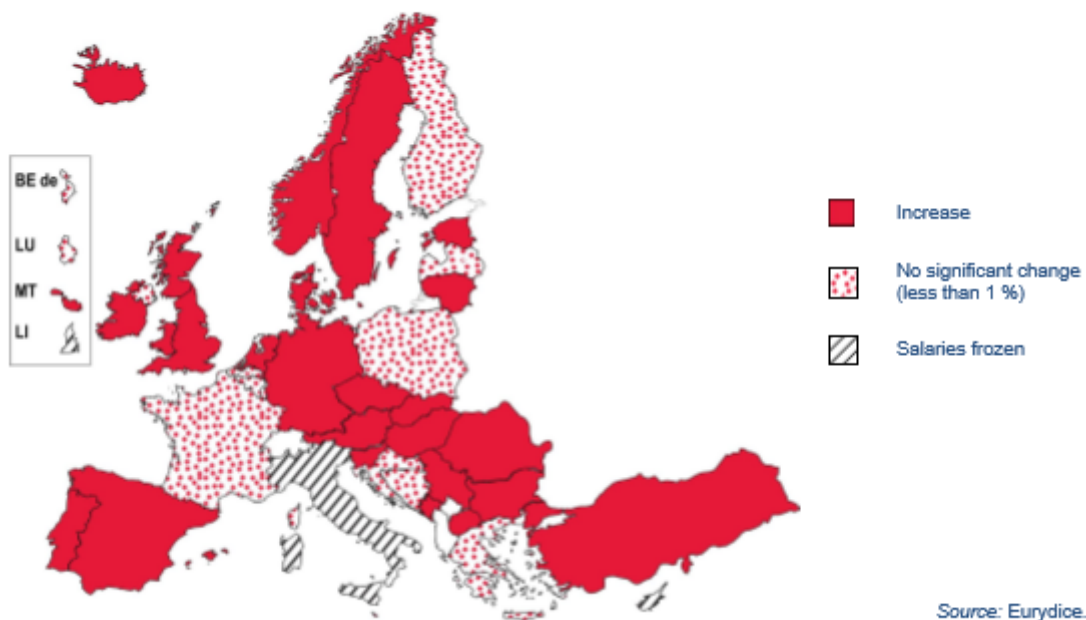 BE de
LU
MT
LI
Increase
No significant change
(less than 1 %)
Salaries frozen
Source: Eurydice.